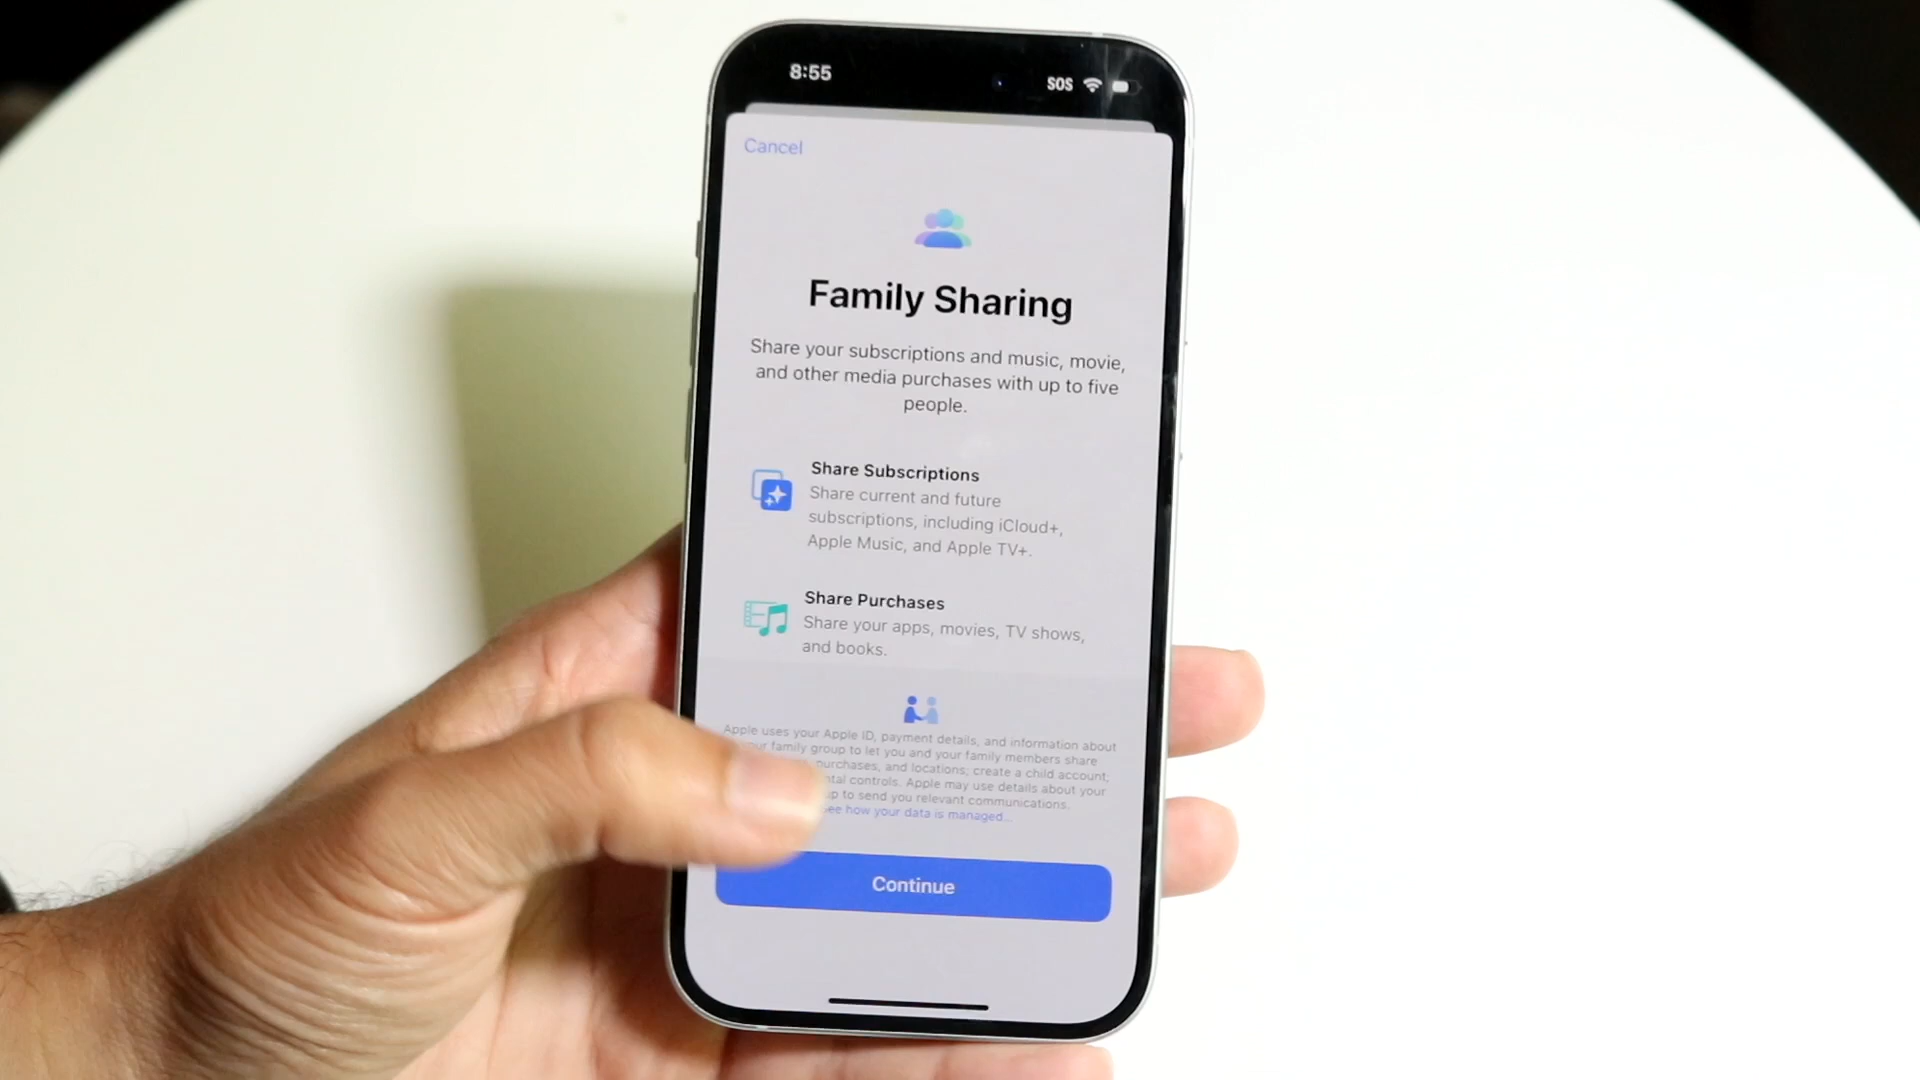 8:55
SOS
Cancel
Family Sharing
Share your subscriptions and music, movie,
and other media purchases with up to five
people.
Share Subscriptions
Share current and future
subscriptions, including iCloud+,
Apple Music, and Apple TV+.
Share Purchases
Share your apps, movies, TV shows,
and books.
Apple uses your Apple ID, payment details, and information about
your family group to let you and your family members share
purchases, and locations; create a child account;
controls. Apple may use details about your
to send you relevant communications.
See how your data is managed...
Continue